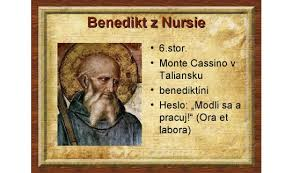 Benedikt z Nursie
• 6.stor.
• Monte Cassino v
Taliansku
• benediktíni
• Heslo: „Modli sa a
pracuj!“ (Ora et
labora)